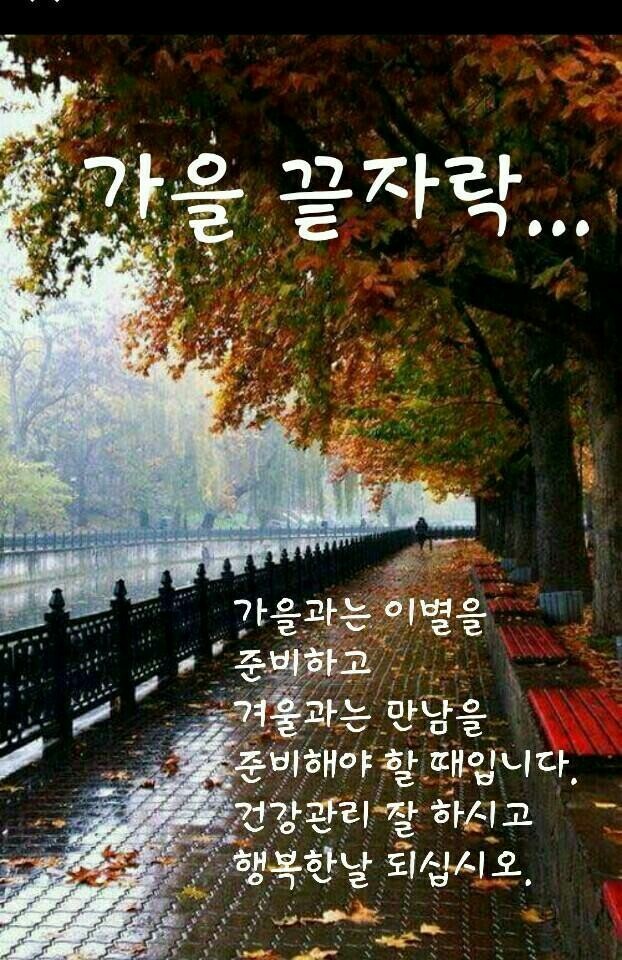 가을 끝자락...
가을과는 이별을
준비하고
겨울과는 만남을
준비해야 할 때입니다.
건강관리 잘 하시고
행복한날 되십시오.